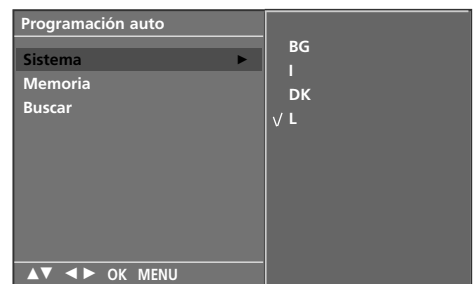 Programación auto
Sistema ►
Memoria
Buscar
BG
I
DK
√ L
▲▼ ◄► OK MENU